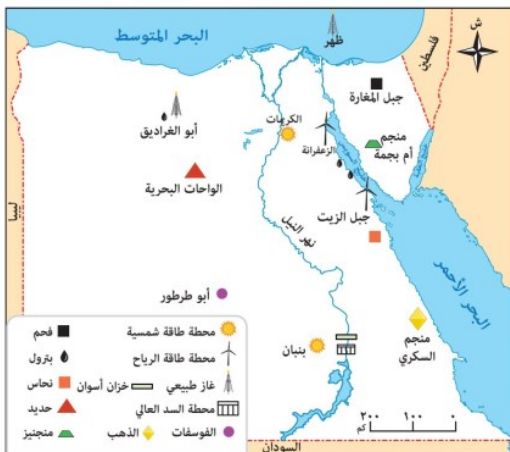 البحر المتوسط
ظهر
ش
فلسطين
جبل المغارة
الكريمات
منجم
أم بجمة
أبو الغراديق
الزعفرانة
الواحات البحرية
جبل الزيت
ليبيا
نهر النيل
البحر الأحمر
أبو طرطور
منجم
السكري
بنبان
محطة طاقة شمسية
فحم
محطة طاقة الرياح
بترول
غاز طبيعي
خزان أسوان
نحاس
محطة السد العالي
حديد
الفوسفات
الذهب
منجنيز
٢٠٠ ١٠٠ ٠
كم
السودان